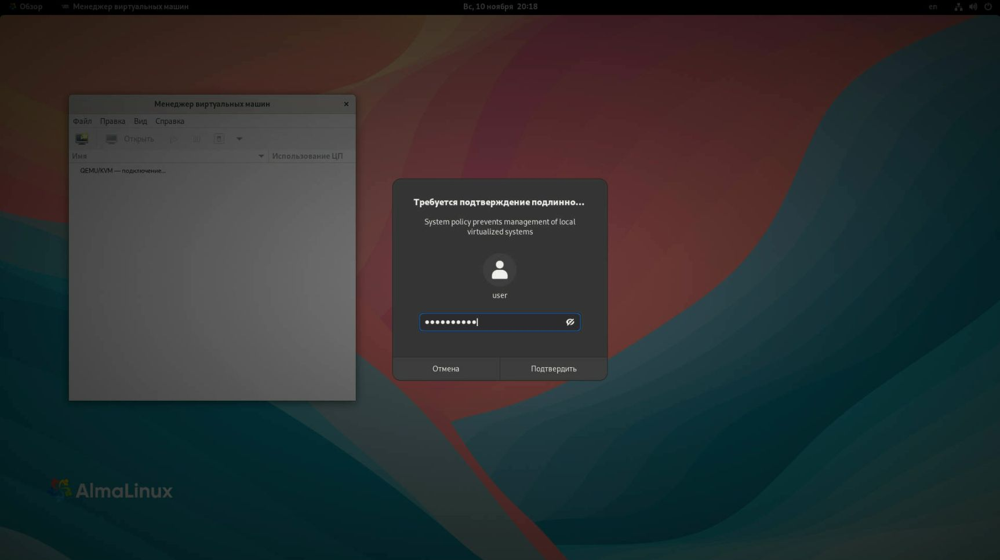 Обзор Менеджер виртуальных машин Вс, 10 ноября 20:18 en
Менеджер виртуальных машин
Файл Правка Вид Справка
Открыть
Имя Использование ЦП
QEMU/KVM — подключение...
Требуется подтверждение подлинно...
System policy prevents management of local
virtualized systems
user
Отмена Подтвердить
AlmaLinux